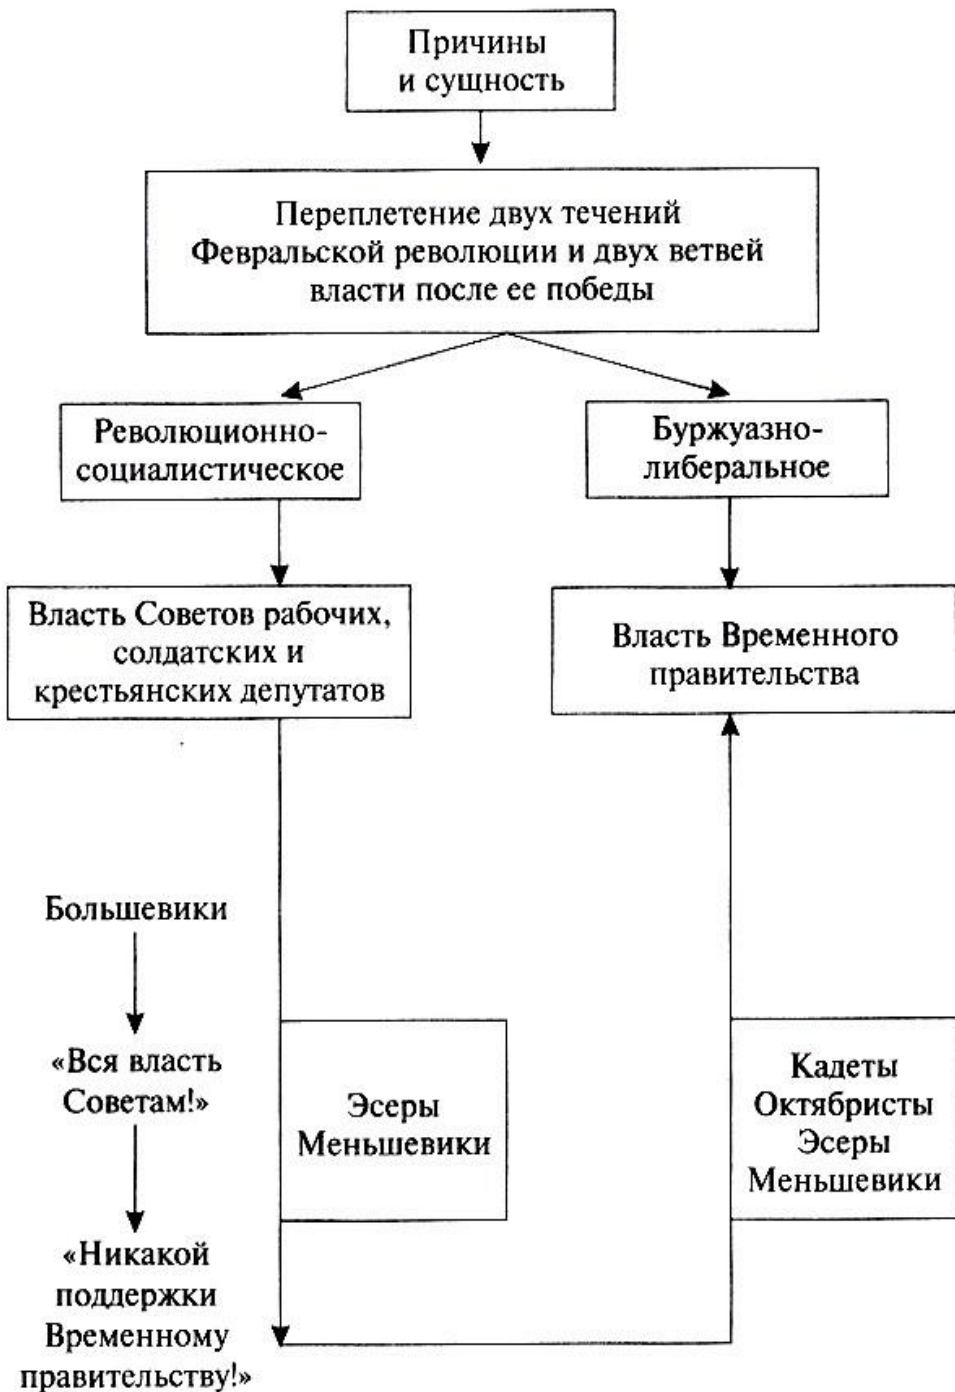 Причины
и сущность
Переплетение двух течений
Февральской революции и двух ветвей
власти после ее победы
Революционно-
социалистическое
Буржуазно-
либеральное
Власть Советов рабочих,
солдатских и
крестьянских депутатов
Власть Временного
правительства
Большевики
«Вся власть
Советам!»
«Никакой
поддержки
Временному
правительству!»
Эсеры
Меньшевики
Кадеты
Октябристы
Эсеры
Меньшевики